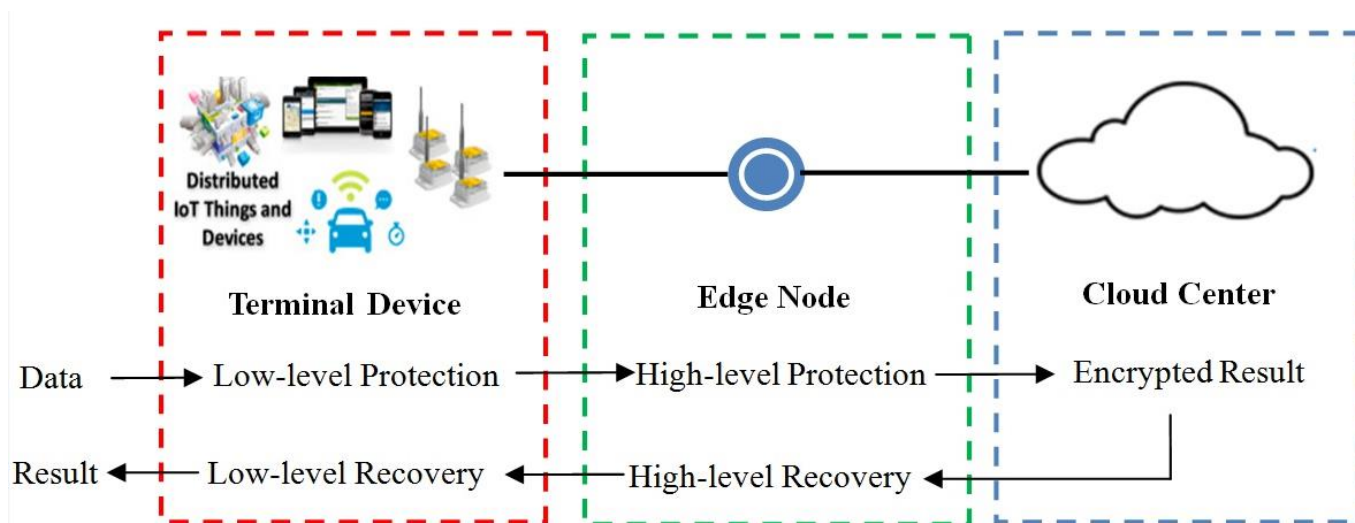 Distributed
IoT Things and
Devices
Terminal Device
Edge Node
Cloud Center
Data
Low-level Protection
High-level Protection
Encrypted Result
Result
Low-level Recovery
High-level Recovery